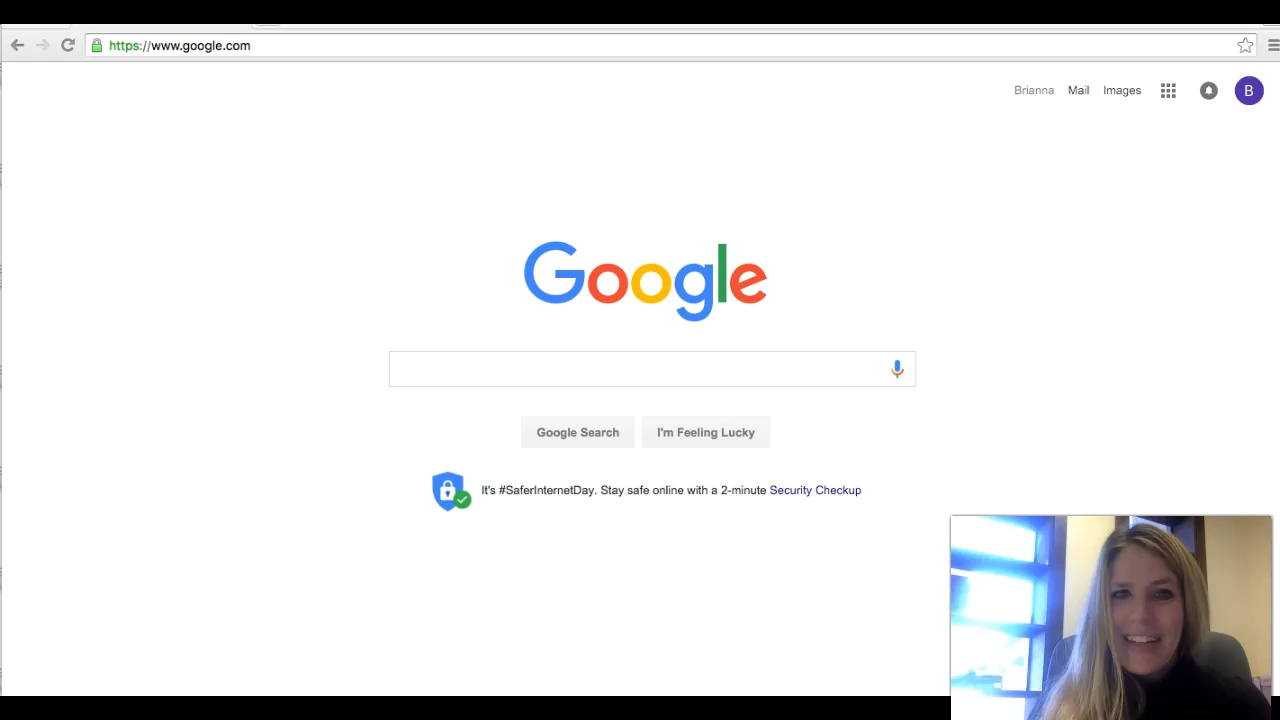 https://www.google.com
Brianna Mail Images B
Google
Google Search I'm Feeling Lucky
It's #SaferInternetDay. Stay safe online with a 2-minute Security Checkup